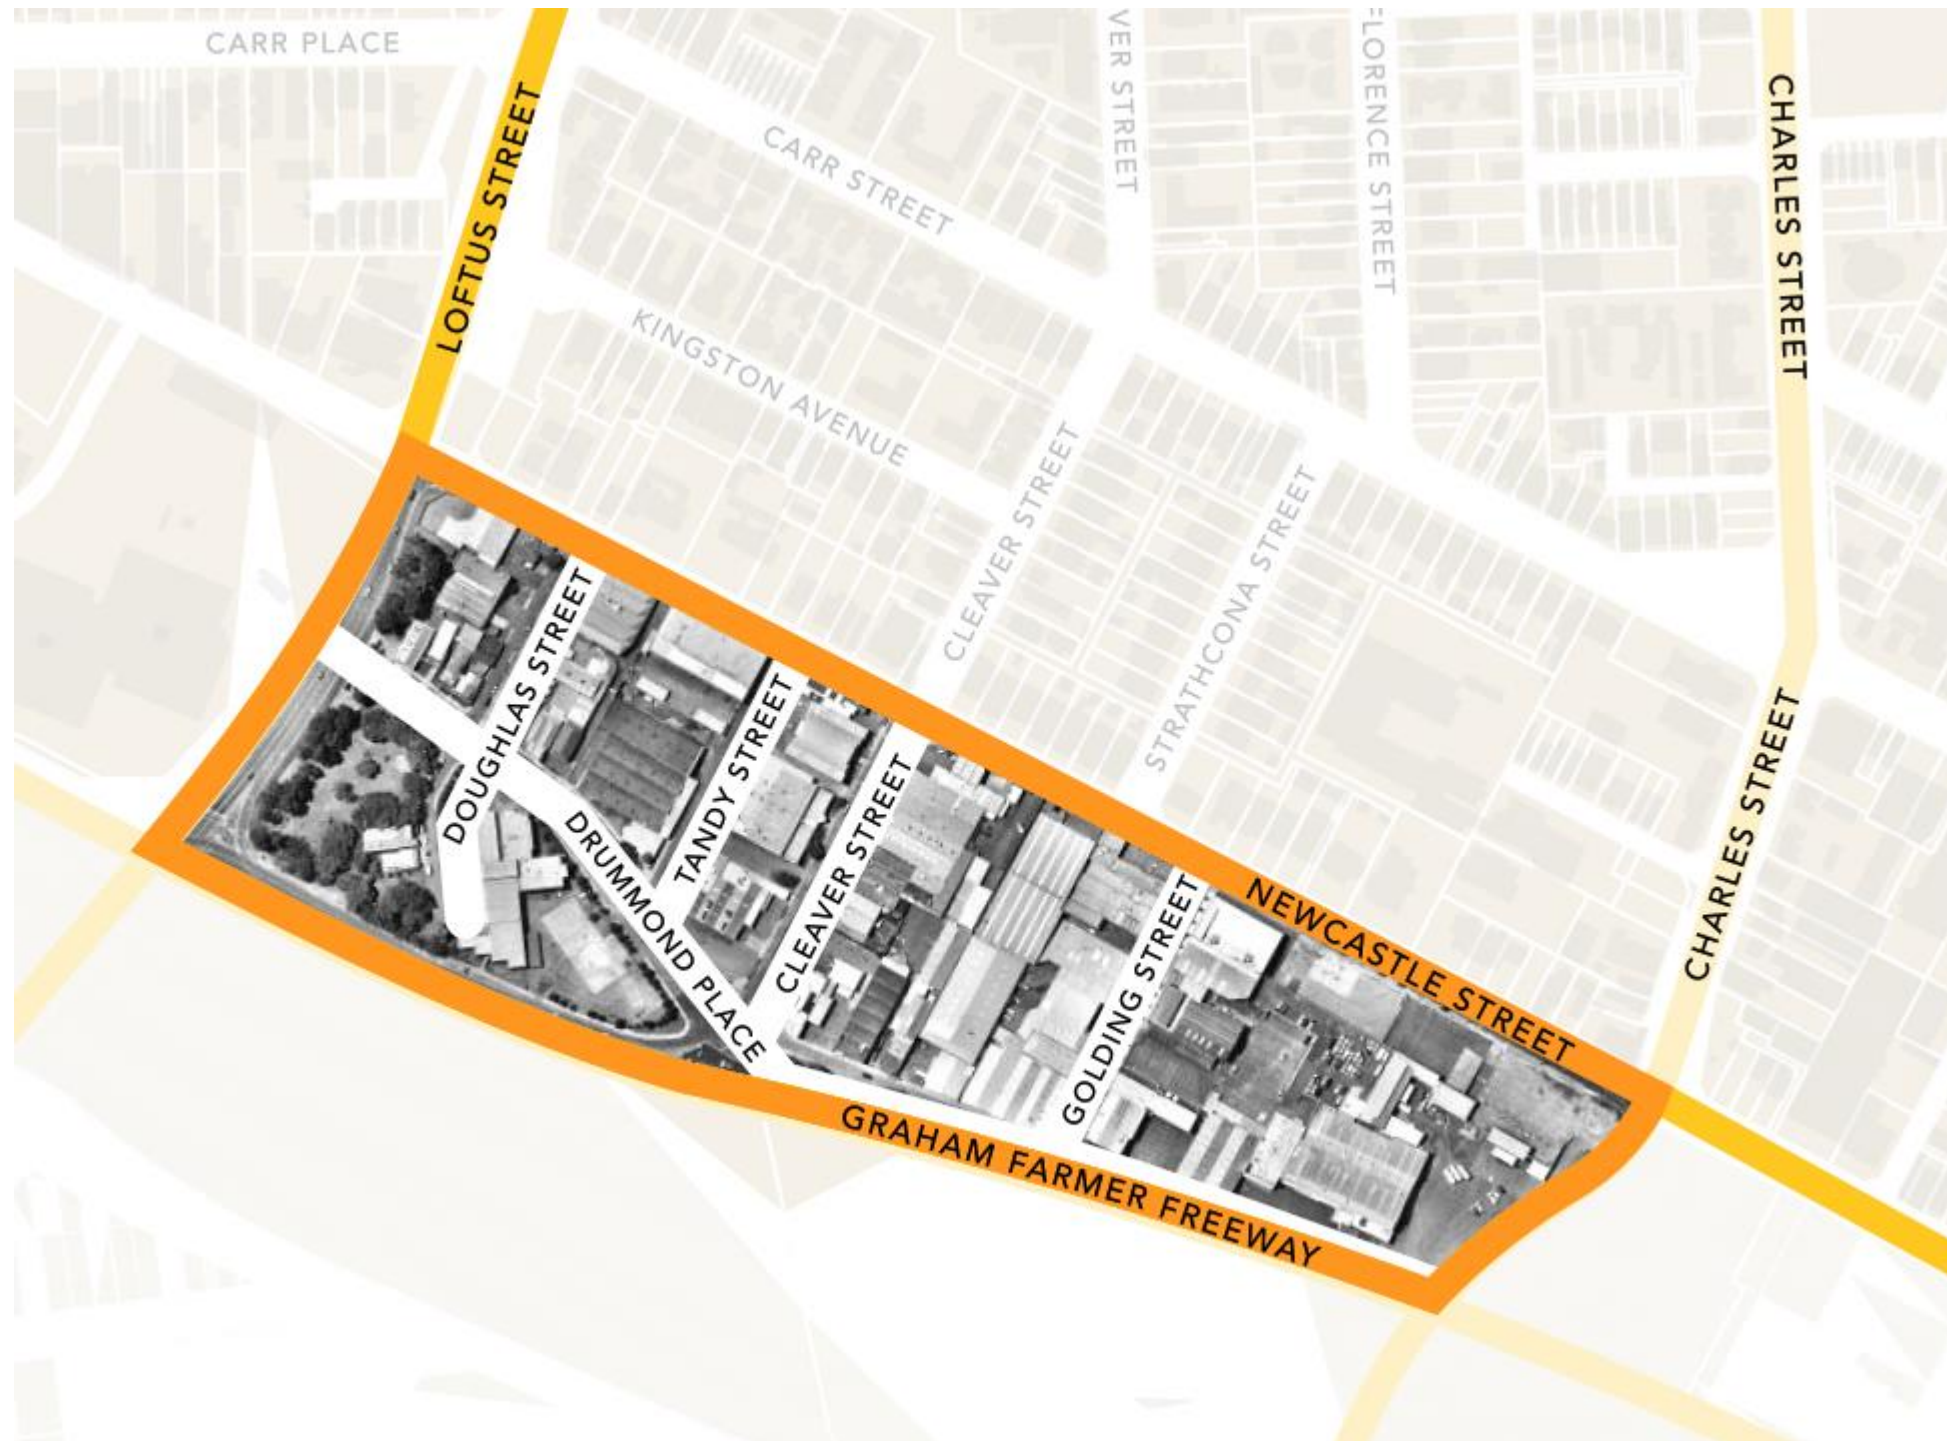 CARR PLACE
LOFTUS STREET
CARR STREET
VER STREET
FLORENCE STREET
CHARLES STREET
KINGSTON AVENUE
CLEAVER STREET
STRATHCONA STREET
DOUGHLAS STREET
TANDY STREET
CLEAVER STREET
DRUMMOND PLACE
GOLDING STREET
NEWCASTLE STREET
CHARLES STREET
GRAHAM FARMER FREEWAY